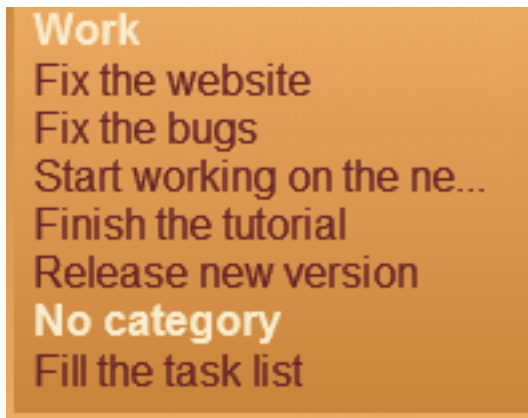 Work
Fix the website
Fix the bugs
Start working on the ne...
Finish the tutorial
Release new version
No category
Fill the task list